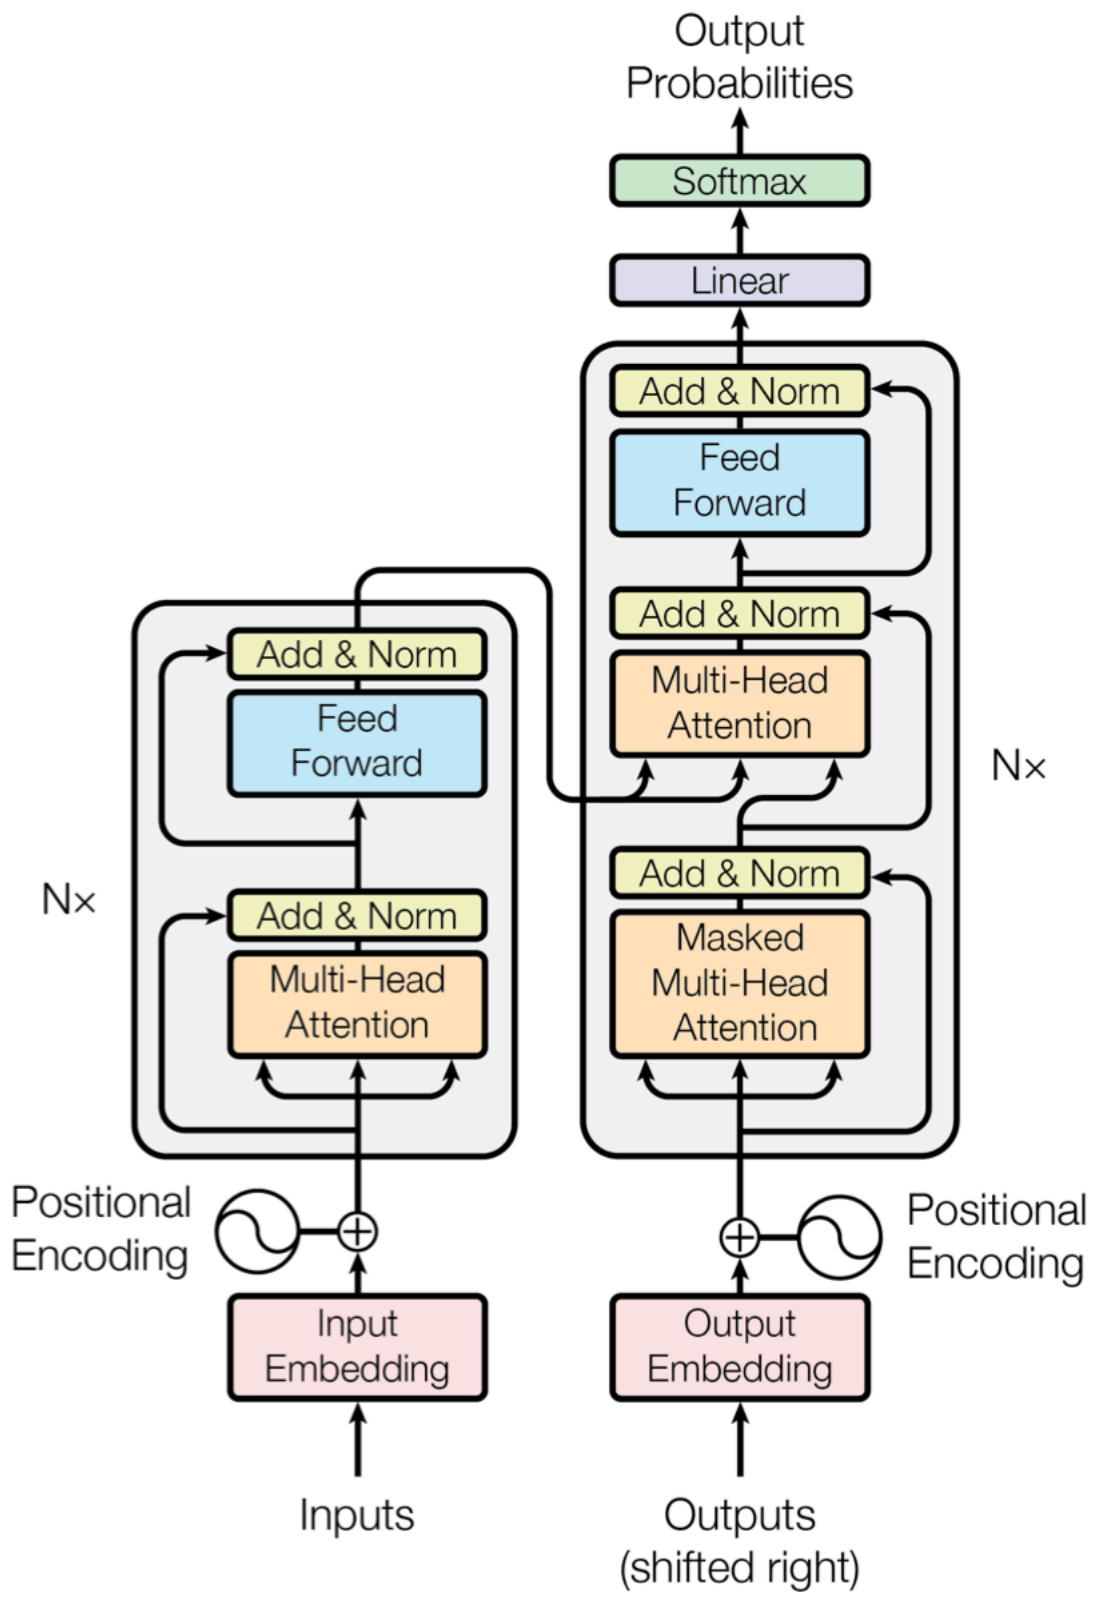 Output
Probabilities
Softmax
Linear
Add & Norm
Feed
Forward
Add & Norm
Multi-Head
Attention
N×
Add & Norm
Masked
Multi-Head
Attention
Add & Norm
Feed
Forward
N×
Add & Norm
Multi-Head
Attention
Positional
Encoding
Positional
Encoding
Input
Embedding
Output
Embedding
Inputs
Outputs
(shifted right)